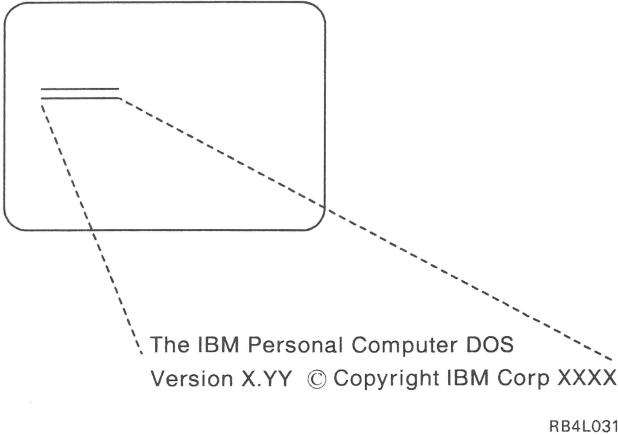 The IBM Personal Computer DOS
Version X.YY © Copyright IBM Corp XXXX
RB4L031